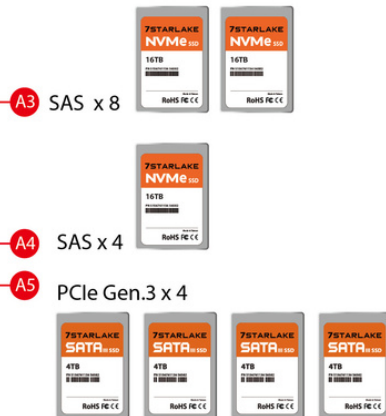 7STARLAKE 7STARLAKE
NVMe SSD NVMe SSD
16TB 16TB
RoHS FC CE RoHS FC CE
A3 SAS x 8
7STARLAKE
NVMe SSD
16TB
RoHS FC CE
A4 SAS x 4
A5 PCIe Gen.3 x 4
7STARLAKE 7STARLAKE 7STARLAKE 7STARLAKE
SATA III SSD SATA III SSD SATA III SSD SATA III SSD
4TB 4TB 4TB 4TB
RoHS FC CE RoHS FC CE RoHS FC CE RoHS FC CE